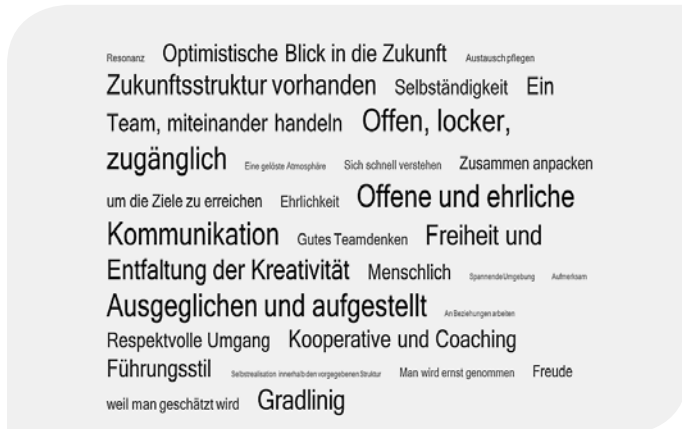 Resonanz Optimistische Blick in die Zukunft Austausch pflegen
Zukunftsstruktur vorhanden Selbständigkeit Ein
Team, miteinander handeln Offen, locker,
zugänglich Eine gelöste Atmosphäre Sich schnell verstehen Zusammen anpacken
um die Ziele zu erreichen Ehrlichkeit Offene und ehrliche
Kommunikation Gutes Teamdenken Freiheit und
Entfaltung der Kreativität Menschlich Spannende Umgebung Aufmerksam
Ausgeglichen und aufgestellt An Beziehungen arbeiten
Respektvolle Umgang Kooperative und Coaching
Führungsstil Selbstrealisation innerhalb den vorgegebenen Struktur Man wird ernst genommen Freude
weil man geschätzt wird Gradlinig